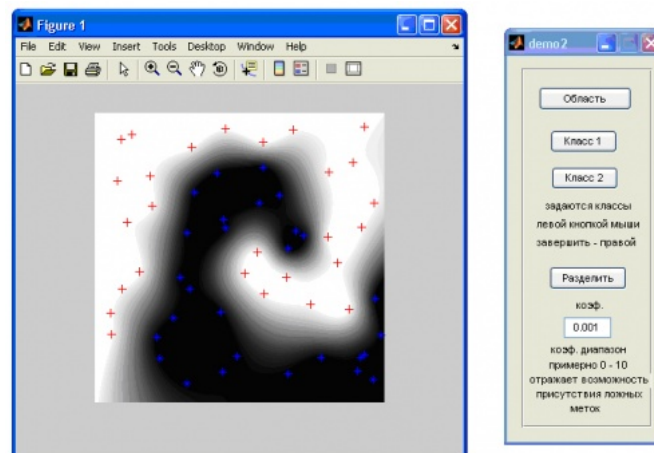 Figure 1
File Edit View Insert Tools Desktop Window Help
demo2
Область
Класс 1
Класс 2
задаются классы
левой кнопкой мыши
завершить - правой
Разделить
коэф.
0.001
коэф. диапазон
примерно 0 - 10
отражает возможность
присутствия ложных
меток